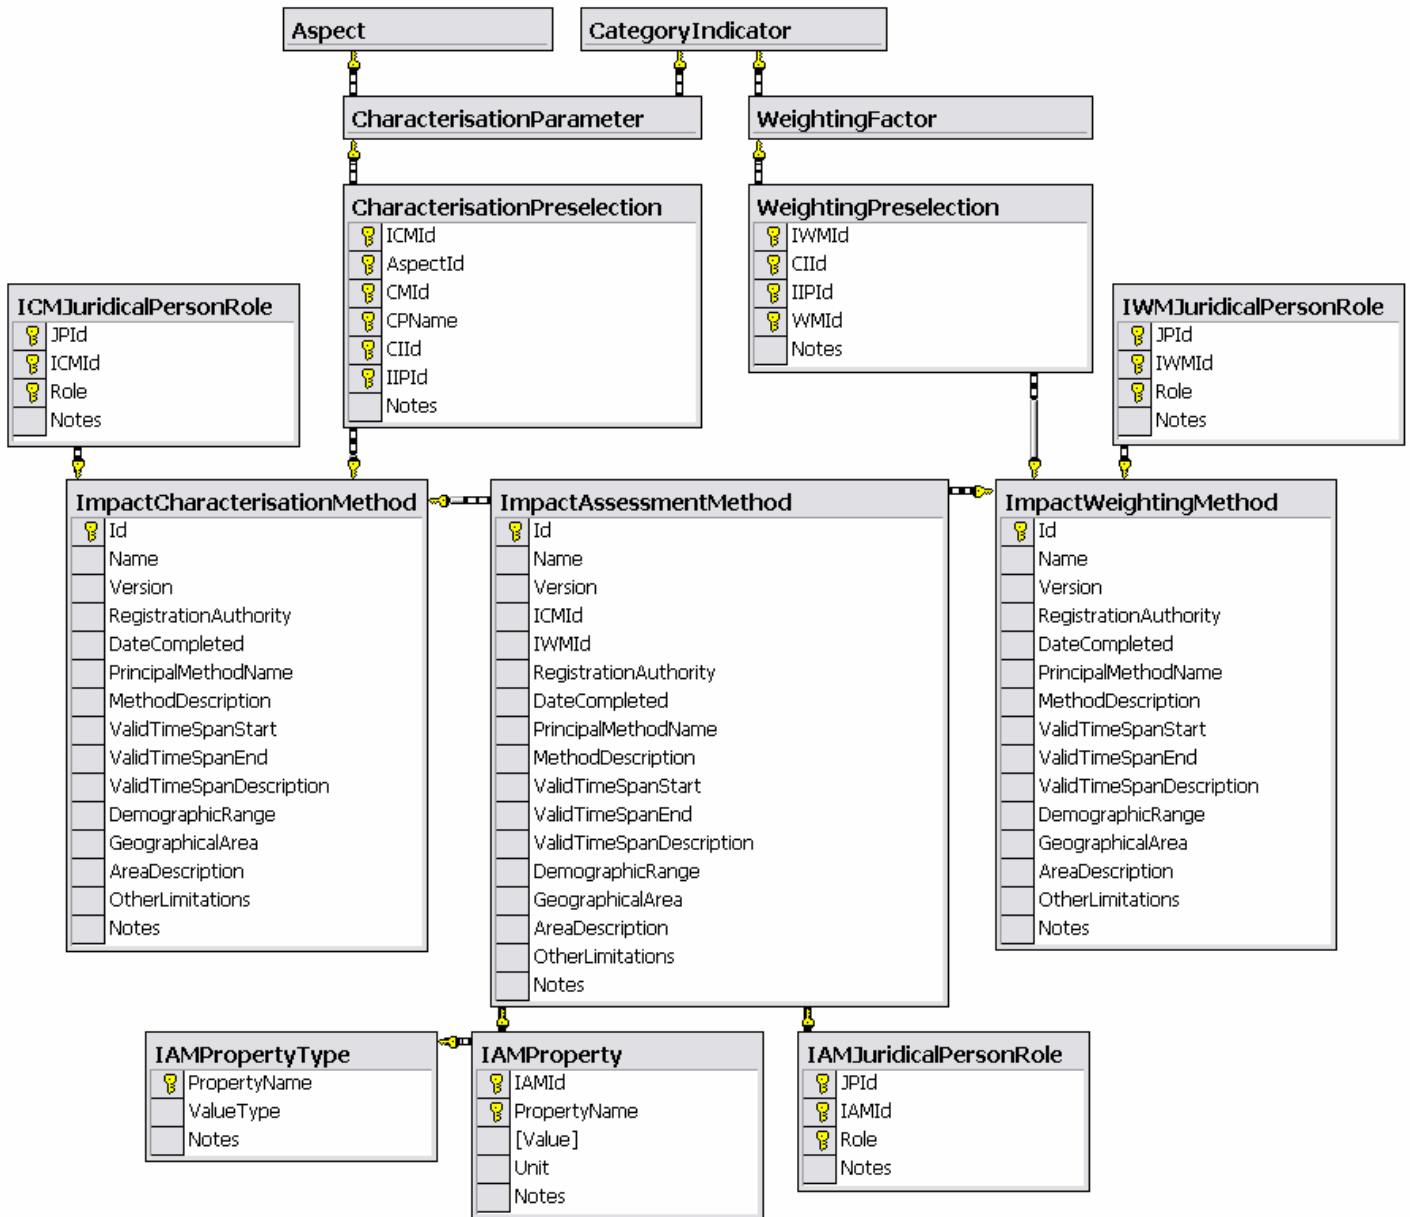 Aspect
CategoryIndicator
CharacterisationParameter
WeightingFactor
CharacterisationPreselection
ICMId
AspectId
CMId
CPName
CIId
IIPId
Notes
WeightingPreselection
IWMId
CIId
IIPId
WMId
Notes
ICMJuridicalPersonRole
JPId
ICMId
Role
Notes
IWMJuridicalPersonRole
JPId
IWMId
Role
Notes
ImpactCharacterisationMethod
Id
Name
Version
RegistrationAuthority
DateCompleted
PrincipalMethodName
MethodDescription
ValidTimeSpanStart
ValidTimeSpanEnd
ValidTimeSpanDescription
DemographicRange
GeographicalArea
AreaDescription
OtherLimitations
Notes
ImpactAssessmentMethod
Id
Name
Version
ICMId
IWMId
RegistrationAuthority
DateCompleted
PrincipalMethodName
MethodDescription
ValidTimeSpanStart
ValidTimeSpanEnd
ValidTimeSpanDescription
DemographicRange
GeographicalArea
AreaDescription
OtherLimitations
Notes
ImpactWeightingMethod
Id
Name
Version
RegistrationAuthority
DateCompleted
PrincipalMethodName
MethodDescription
ValidTimeSpanStart
ValidTimeSpanEnd
ValidTimeSpanDescription
DemographicRange
GeographicalArea
AreaDescription
OtherLimitations
Notes
IAMPropertyType
PropertyName
ValueType
Notes
IAMProperty
IAMId
PropertyName
[Value]
Unit
Notes
IAMJuridicalPersonRole
JPId
IAMId
Role
Notes